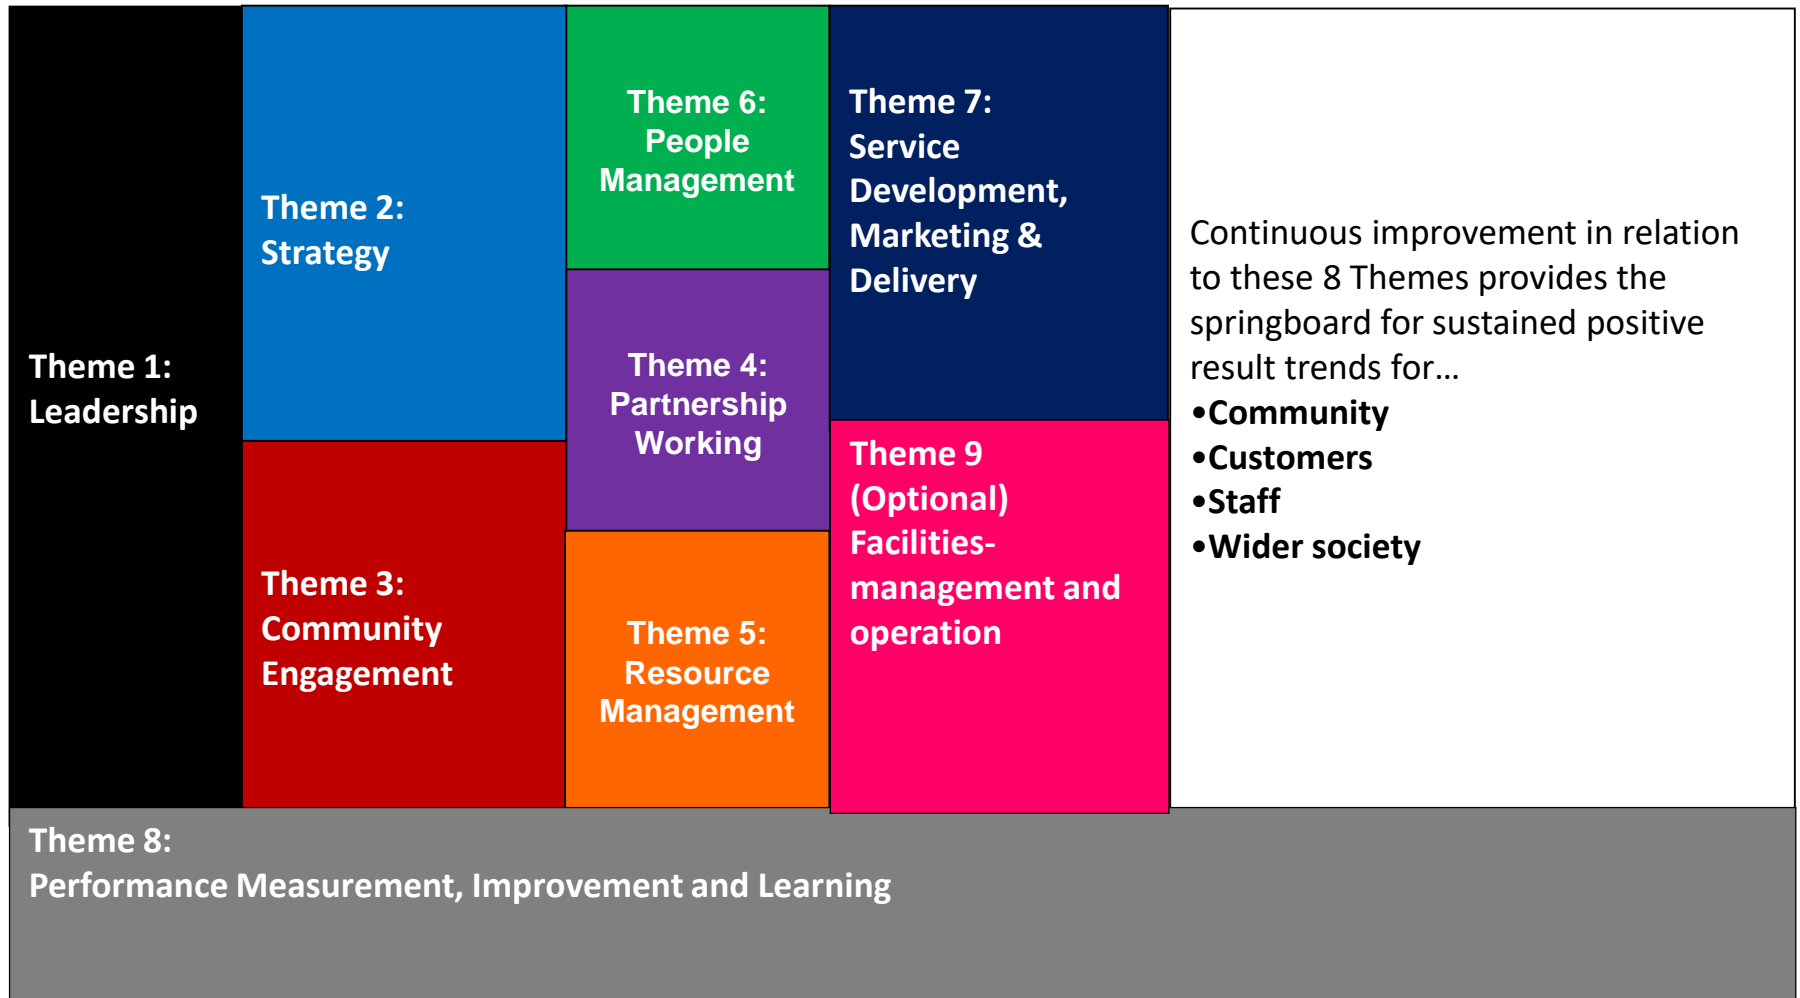 Theme 1:
Leadership
Theme 2:
Strategy
Theme 3:
Community
Engagement
Theme 6:
People
Management
Theme 4:
Partnership
Working
Theme 5:
Resource
Management
Theme 7:
Service
Development,
Marketing &
Delivery
Theme 9
(Optional)
Facilities-
management and
operation
Continuous improvement in relation
to these 8 Themes provides the
springboard for sustained positive
result trends for…
•Community
•Customers
•Staff
•Wider society
Theme 8:
Performance Measurement, Improvement and Learning